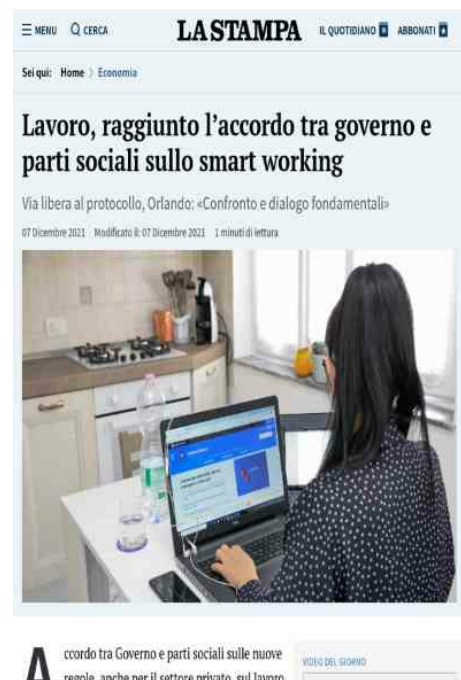 MENU CERCA LA STAMPA IL QUOTIDIANO ABBONATI
Sei qui: Home > Economia
Lavoro, raggiunto l'accordo tra governo e
parti sociali sullo smart working
Via libera al protocollo, Orlando: «Confronto e dialogo fondamentali»
07 Dicembre 2021 Modificato il: 07 Dicembre 2021 1 minuti di lettura
Accordo tra Governo e parti sociali sulle nuove
regole, anche per il settore privato, sul lavoro
VIDEO DEL GIORNO